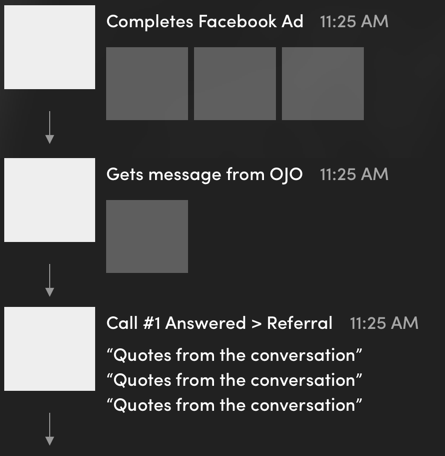 Completes Facebook Ad 11:25 AM
Gets message from OJO 11:25 AM
Call #1 Answered > Referral 11:25 AM
“Quotes from the conversation”
“Quotes from the conversation”
“Quotes from the conversation”